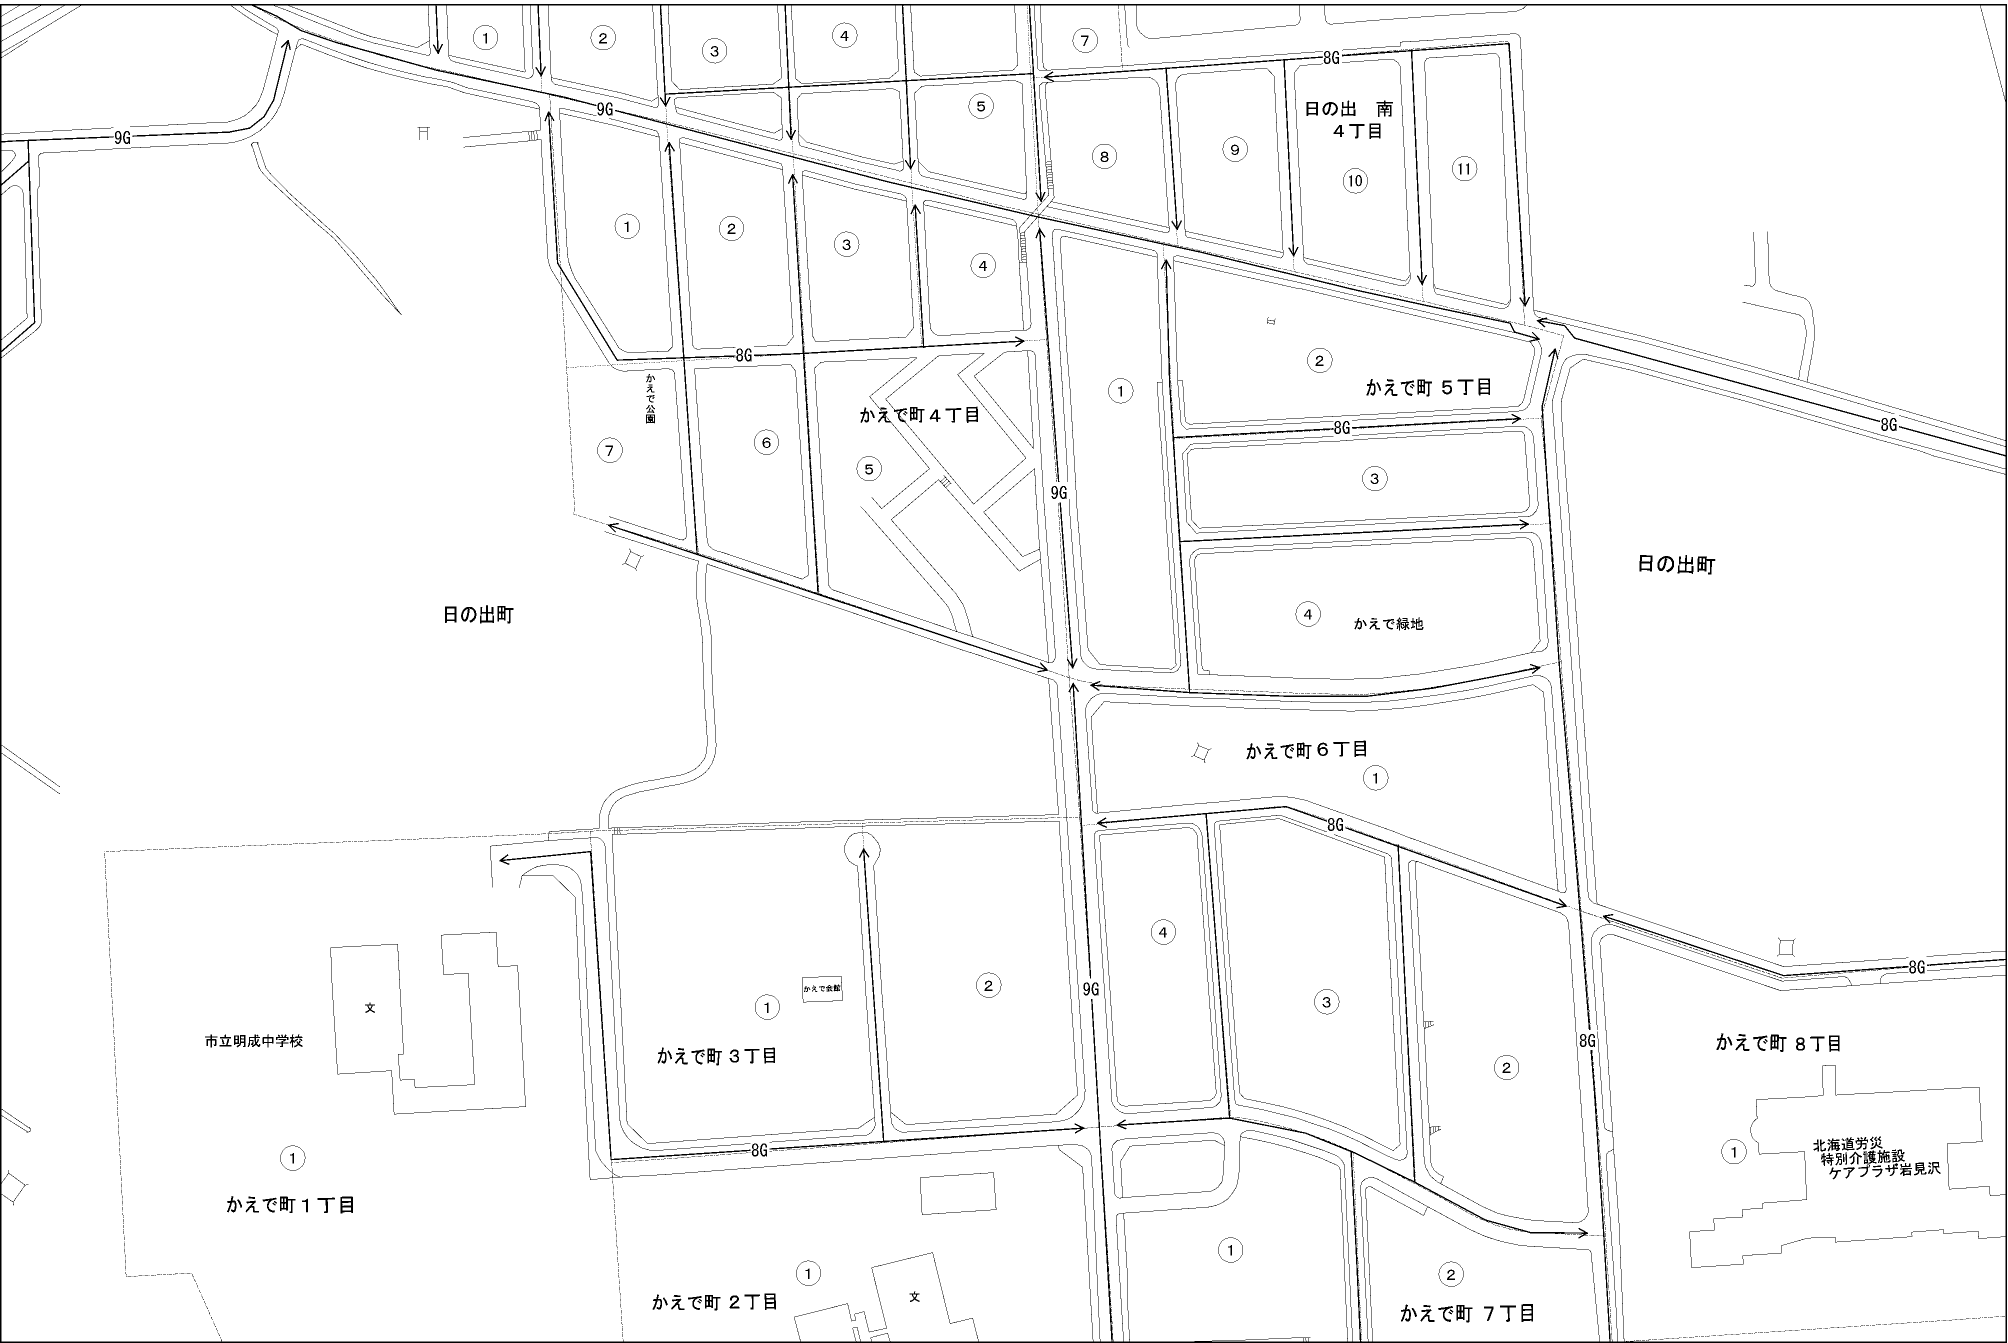 1
2
3
4
7
8G
日の出　南
4丁目
5
9G
9G
8
9
10
11
1
2
3
4
8G
かえで公園
かえで町4丁目
7
6
5
1
2
かえで町 5丁目
8G
8G
3
9G
日の出町
日の出町
4
かえで緑地
かえで町6丁目
1
8G
4
3
2
8G
9G
8G
文
市立明成中学校
1
かえで会館
2
かえで町 3丁目
8G
かえで町 8丁目
1
北海道労災
特別介護施設
ケアプラザ岩見沢
1
かえで町1丁目
1
かえで町 2丁目
文
1
2
かえで町 7丁目